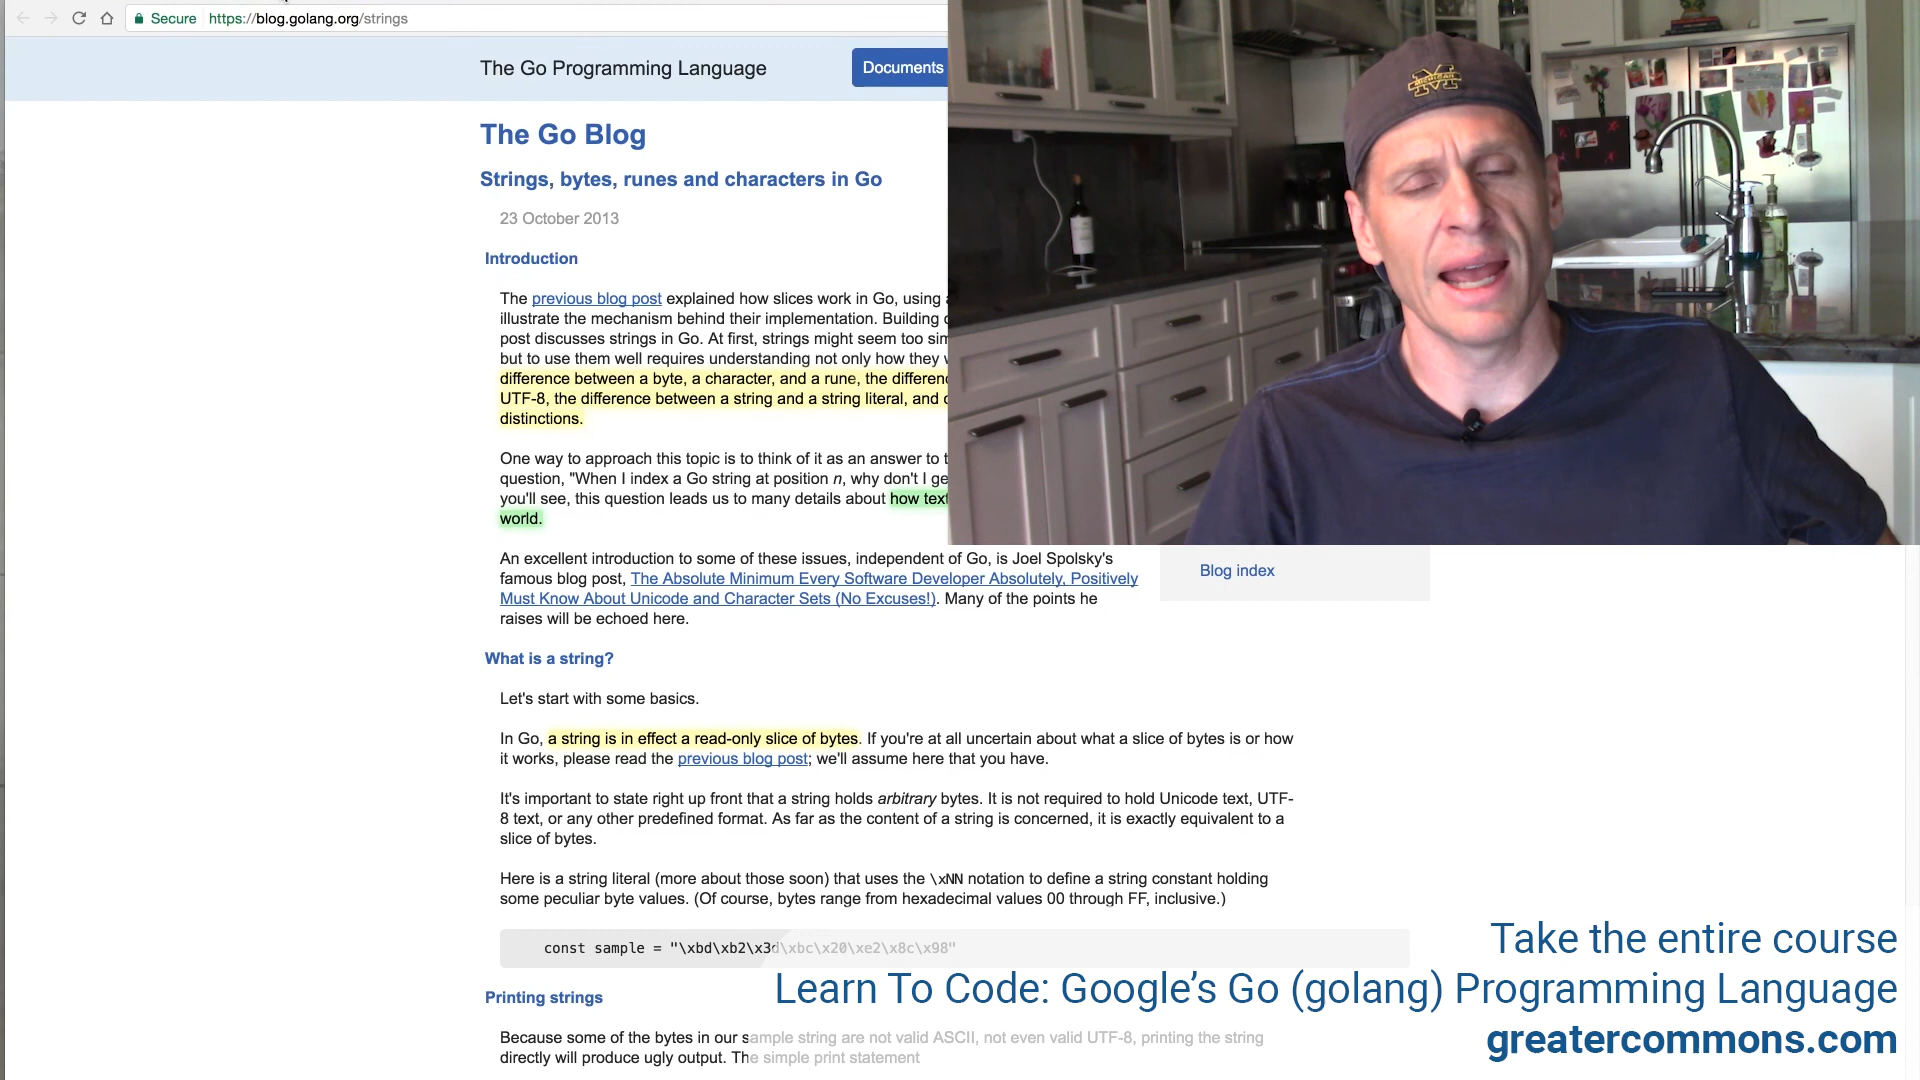 Secure https://blog.golang.org/strings
The Go Programming Language
Documents
The Go Blog
Strings, bytes, runes and characters in Go
23 October 2013
Introduction
The previous blog post explained how slices work in Go, using
illustrate the mechanism behind their implementation. Building
post discusses strings in Go. At first, strings might seem too
but to use them well requires understanding not only how they
difference between a byte, a character, and a rune, the
UTF-8, the difference between a string and a string literal, and
distinctions.
One way to approach this topic is to think of it as an answer to
question, "When I index a Go string at position n, why don't I
you'll see, this question leads us to many details about how
world.
An excellent introduction to some of these issues, independent of Go, is Joel Spolsky's
famous blog post, The Absolute Minimum Every Software Developer Absolutely, Positively
Must Know About Unicode and Character Sets (No Excuses!). Many of the points he
raises will be echoed here.
Blog index
What is a string?
Let's start with some basics.
In Go, a string is in effect a read-only slice of bytes. If you're at all uncertain about what a slice of bytes is or how
it works, please read the previous blog post; we'll assume here that you have.
It's important to state right up front that a string holds arbitrary bytes. It is not required to hold Unicode text, UTF-
8 text, or any other predefined format. As far as the content of a string is concerned, it is exactly equivalent to a
slice of bytes.
Here is a string literal (more about those soon) that uses the \xNN notation to define a string constant holding
some peculiar byte values. (Of course, bytes range from hexadecimal values 00 through FF, inclusive.)
const sample = "\xbd\xb2\x3d\xbc\x20\xe2\x8c\x98"
Printing strings
Because some of the bytes in our sample string are not valid ASCII, not even valid UTF-8, printing the string
directly will produce ugly output. The simple print statement
M
MICHIGAN
Take the entire course
Learn To Code: Google’s Go (golang) Programming Language
greatercommons.com